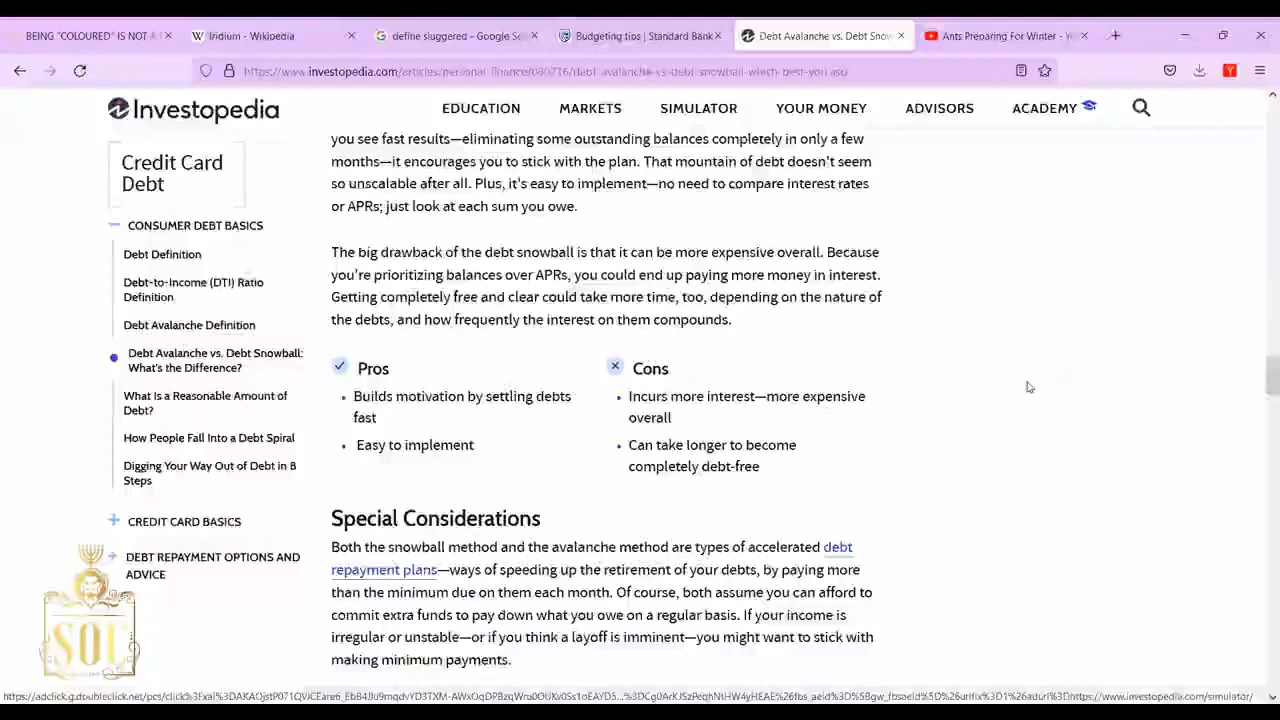 BEING "COLOURED" IS NOT A
Iridium - Wikipedia
define sluggered - Google Se
Budgeting tips | Standard Bank
Debt Avalanche vs. Debt Snow
Ants Preparing For Winter - Y
Investopedia
EDUCATION MARKETS SIMULATOR YOUR MONEY ADVISORS ACADEMY
Credit Card
Debt
CONSUMER DEBT BASICS
Debt Definition
Debt-to-Income (DTI) Ratio
Definition
Debt Avalanche Definition
Debt Avalanche vs. Debt Snowball:
What's the Difference?
What Is a Reasonable Amount of
Debt?
How People Fall Into a Debt Spiral
Digging Your Way Out of Debt in 8
Steps
CREDIT CARD BASICS
DEBT REPAYMENT OPTIONS AND
ADVICE
you see fast results—eliminating some outstanding balances completely in only a few
months—it encourages you to stick with the plan. That mountain of debt doesn't seem
so unscalable after all. Plus, it's easy to implement—no need to compare interest rates
or APRs; just look at each sum you owe.
The big drawback of the debt snowball is that it can be more expensive overall. Because
you're prioritizing balances over APRs, you could end up paying more money in interest.
Getting completely free and clear could take more time, too, depending on the nature of
the debts, and how frequently the interest on them compounds.
Pros
Builds motivation by settling debts
fast
Easy to implement
Cons
Incurs more interest—more expensive
overall
Can take longer to become
completely debt-free
Special Considerations
Both the snowball method and the avalanche method are types of accelerated debt
repayment plans—ways of speeding up the retirement of your debts, by paying more
than the minimum due on them each month. Of course, both assume you can afford to
commit extra funds to pay down what you owe on a regular basis. If your income is
irregular or unstable—or if you think a layoff is imminent—you might want to stick with
making minimum payments.
SOU